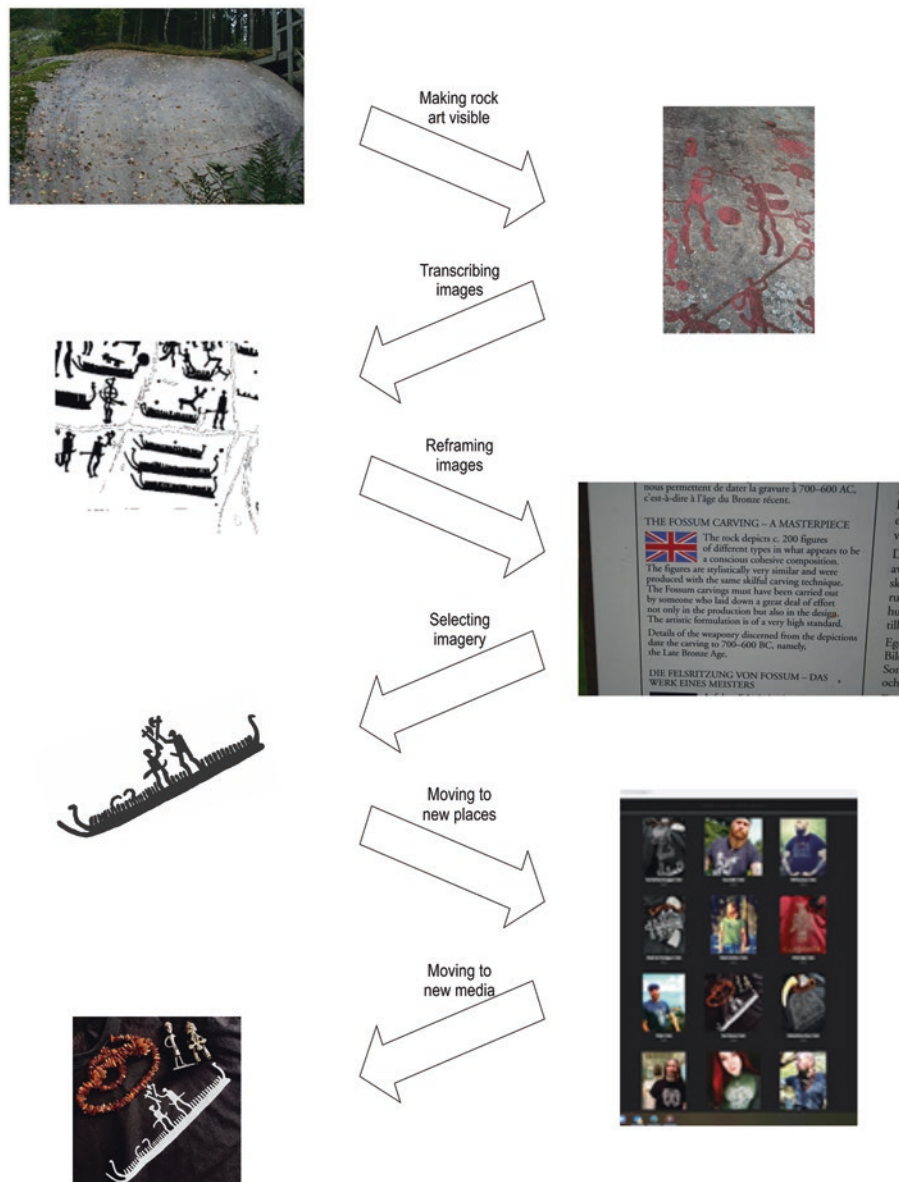 Making rock
art visible
Transcribing
images
Reframing
images
nous permettent de dater la gravure à 700–600 AC,
c'est-à-dire à l'âge du Bronze récent.
THE FOSSUM CARVING – A MASTERPIECE
The rock depicts c. 200 figures
of different types in what appears to be
a conscious cohesive composition.
The figures are stylistically very similar and were
produced with the same skilful carving technique.
The Fossum carvings must have been carried out
by someone who laid down a great deal of effort
not only in the production but also in the design.
The artistic formulation is of a very high standard.
Details of the weaponry discerned from the depictions
date the carving to 700–600 BC, namely,
the Late Bronze Age.
DIE FELSRITZUNG VON FOSSUM – DAS
WERK EINES MEISTERS
Selecting
imagery
Moving to
new places
Moving to
new media